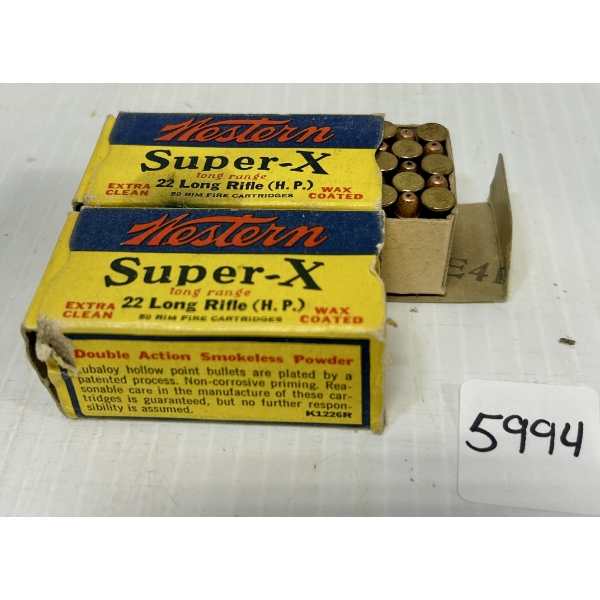 Western
Super-X
long range
EXTRA CLEAN
22 Long Rifle (H.P.)
WAX COATED
50 RIM FIRE CARTRIDGES
Western
Super-X
long range
EXTRA CLEAN
22 Long Rifle (H.P.)
WAX COATED
50 RIM FIRE CARTRIDGES
Double Action Smokeless Powder
ubaloy hollow point bullets are plated by a
patented process. Non-corrosive priming. Rea-
sonable care in the manufacture of these car-
tridges is guaranteed, but no further respon-
sibility is assumed.
K1226R
5994